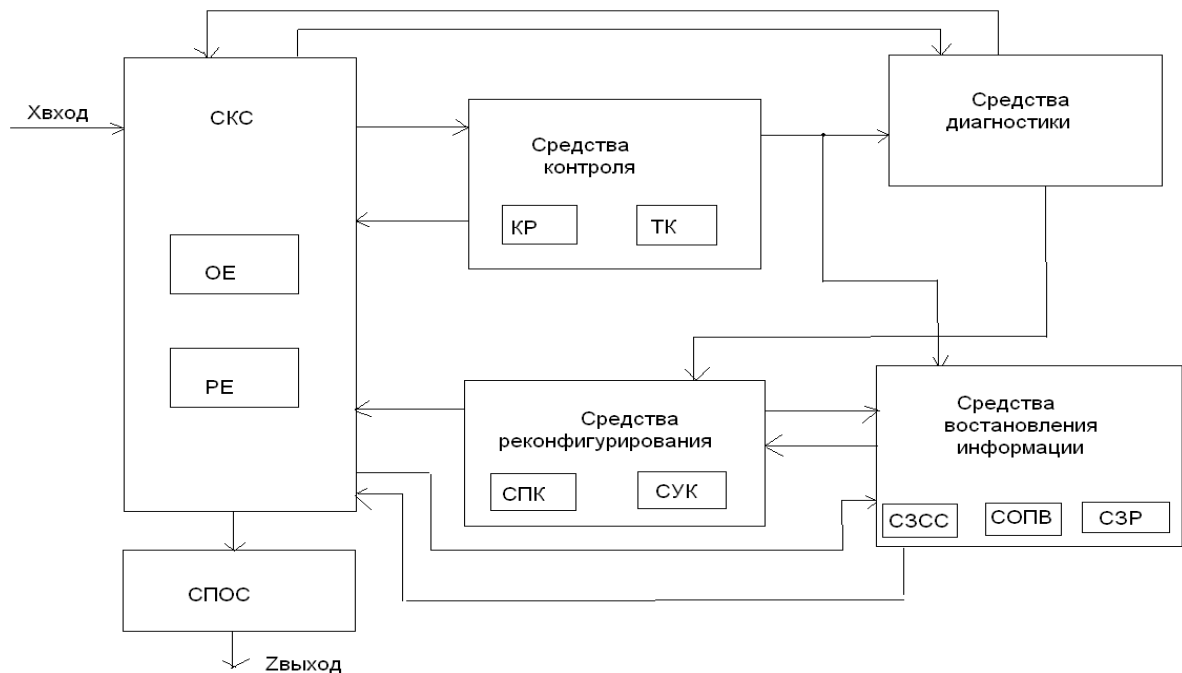 Xвход
СКС
ОЕ
РЕ
Средства
контроля
КР
ТК
Средства
диагностики
Средства
реконфигурирования
СПК
СУК
Средства
востановления
информации
СЗСС
СОПВ
СЗР
СПОС
Zвыход